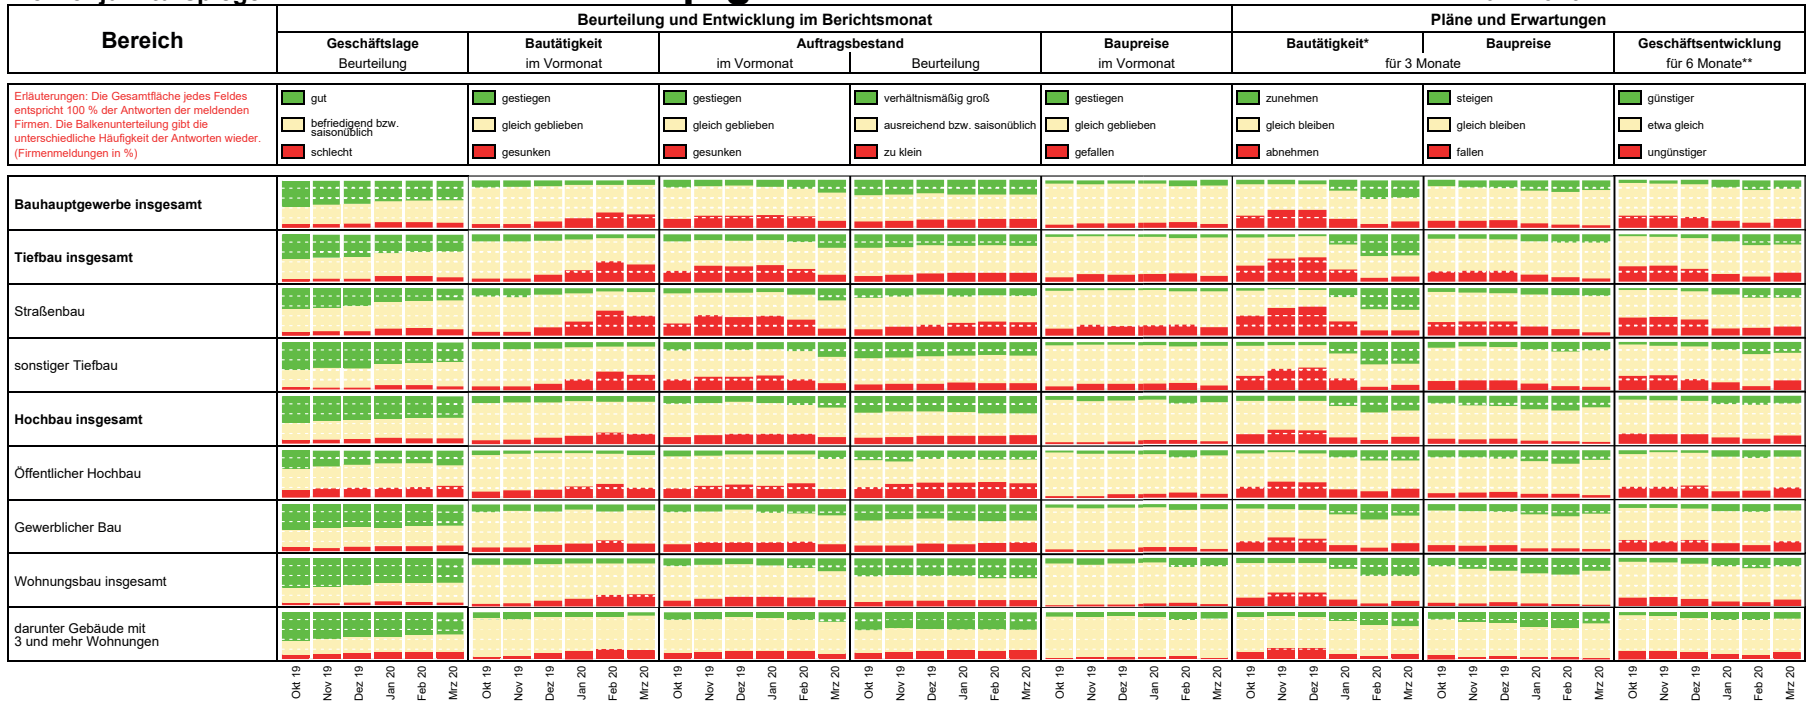 Beurteilung und Entwicklung im Berichtsmonat
Pläne und Erwartungen
Bereich
Geschäftslage
Bautätigkeit
Auftragsbestand
Baupreise
Bautätigkeit*
Baupreise
Geschäftsentwicklung
Beurteilung
im Vormonat
im Vormonat
Beurteilung
im Vormonat
für 3 Monate
für 6 Monate**
Erläuterungen: Die Gesamtfläche jedes Feldes
entspricht 100 % der Antworten der meldenden
Firmen. Die Balkenunterteilung gibt die
unterschiedliche Häufigkeit der Antworten wieder.
(Firmenmeldungen in %)
gut
befriedigend bzw.
saisonüblich
schlecht
gestiegen
gleich geblieben
gesunken
gestiegen
gleich geblieben
gesunken
verhältnismäßig groß
ausreichend bzw. saisonüblich
zu klein
gestiegen
gleich geblieben
gefallen
zunehmen
gleich bleiben
abnehmen
steigen
gleich bleiben
fallen
günstiger
etwa gleich
ungünstiger
Bauhauptgewerbe insgesamt
Tiefbau insgesamt
Straßenbau
sonstiger Tiefbau
Hochbau insgesamt
Öffentlicher Hochbau
Gewerblicher Bau
Wohnungsbau insgesamt
darunter Gebäude mit
3 und mehr Wohnungen
Okt 19 Nov 19 Dez 19 Jan 20 Feb 20 Mrz 20
Okt 19 Nov 19 Dez 19 Jan 20 Feb 20 Mrz 20
Okt 19 Nov 19 Dez 19 Jan 20 Feb 20 Mrz 20
Okt 19 Nov 19 Dez 19 Jan 20 Feb 20 Mrz 20
Okt 19 Nov 19 Dez 19 Jan 20 Feb 20 Mrz 20
Okt 19 Nov 19 Dez 19 Jan 20 Feb 20 Mrz 20
Okt 19 Nov 19 Dez 19 Jan 20 Feb 20 Mrz 20
Okt 19 Nov 19 Dez 19 Jan 20 Feb 20 Mrz 20